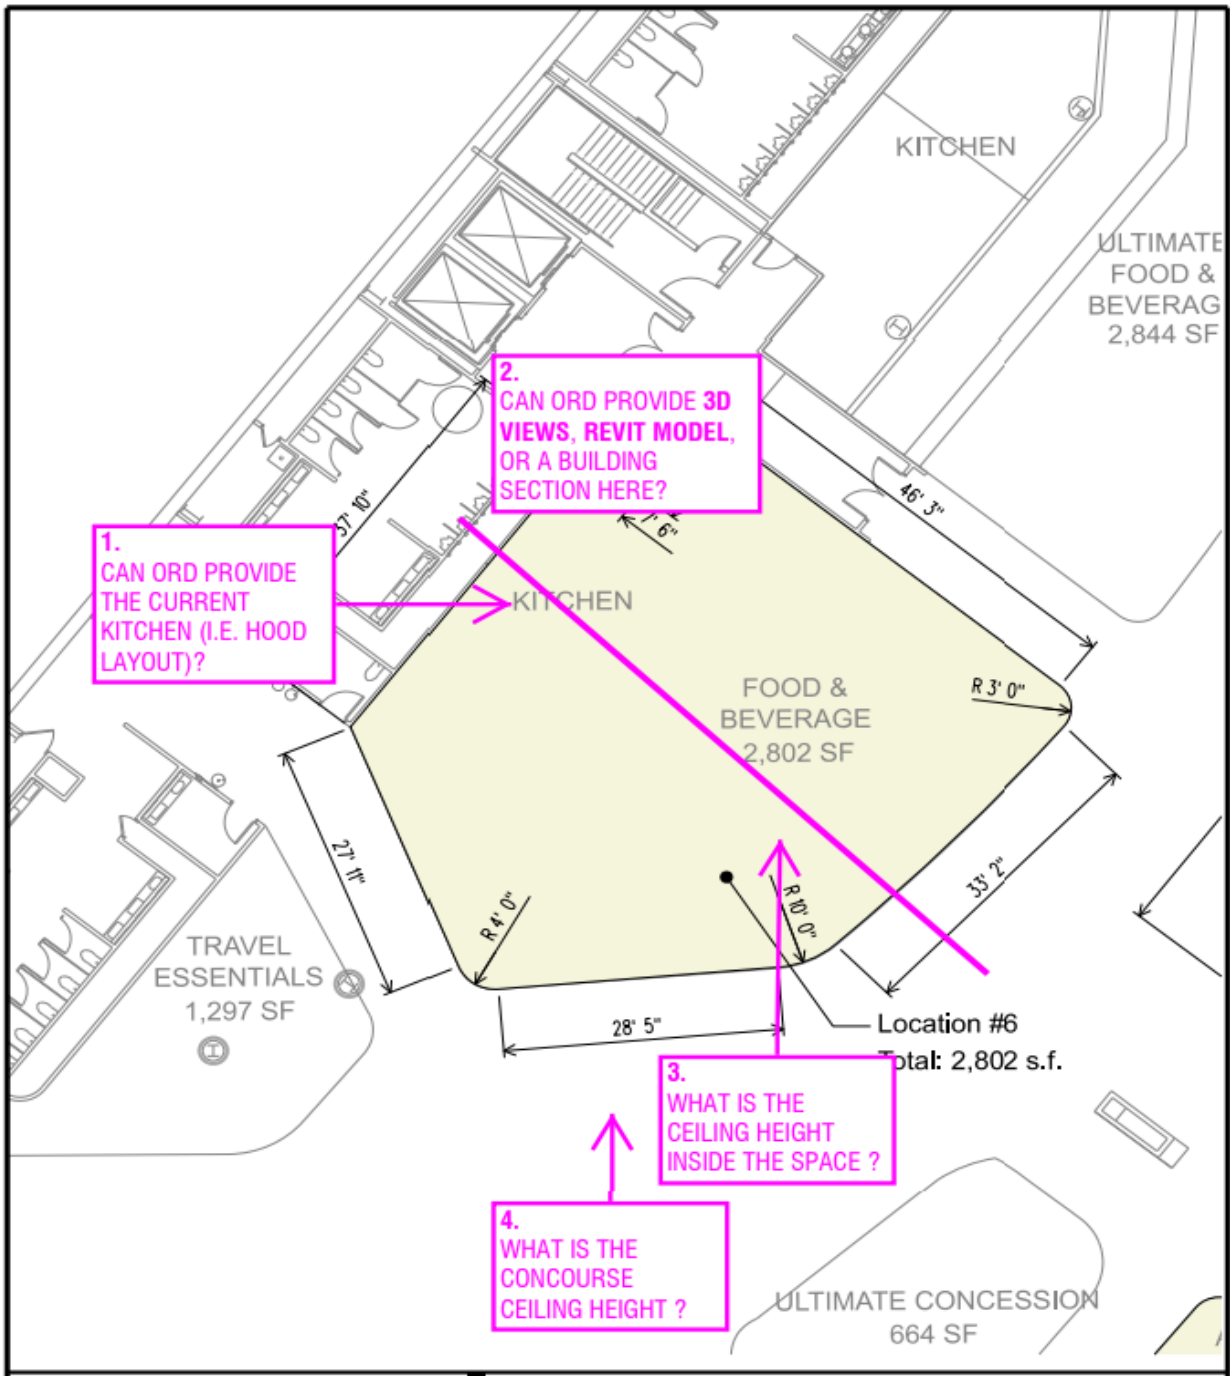 KITCHEN
ULTIMATE
FOOD &
BEVERAG
2,844 SF
2.
CAN ORD PROVIDE 3D
VIEWS, REVIT MODEL,
OR A BUILDING
SECTION HERE?
46' 3"
37' 10"
7' 6"
1.
CAN ORD PROVIDE
THE CURRENT
KITCHEN (I.E. HOOD
LAYOUT)?
KITCHEN
FOOD &
BEVERAGE
2,802 SF
R 3' 0"
27' 11"
33' 2"
R 4' 0"
R 10' 0"
TRAVEL
ESSENTIALS
1,297 SF
28' 5"
Location #6
Total: 2,802 s.f.
3.
WHAT IS THE
CEILING HEIGHT
INSIDE THE SPACE ?
4.
WHAT IS THE
CONCOURSE
CEILING HEIGHT ?
ULTIMATE CONCESSION
664 SF